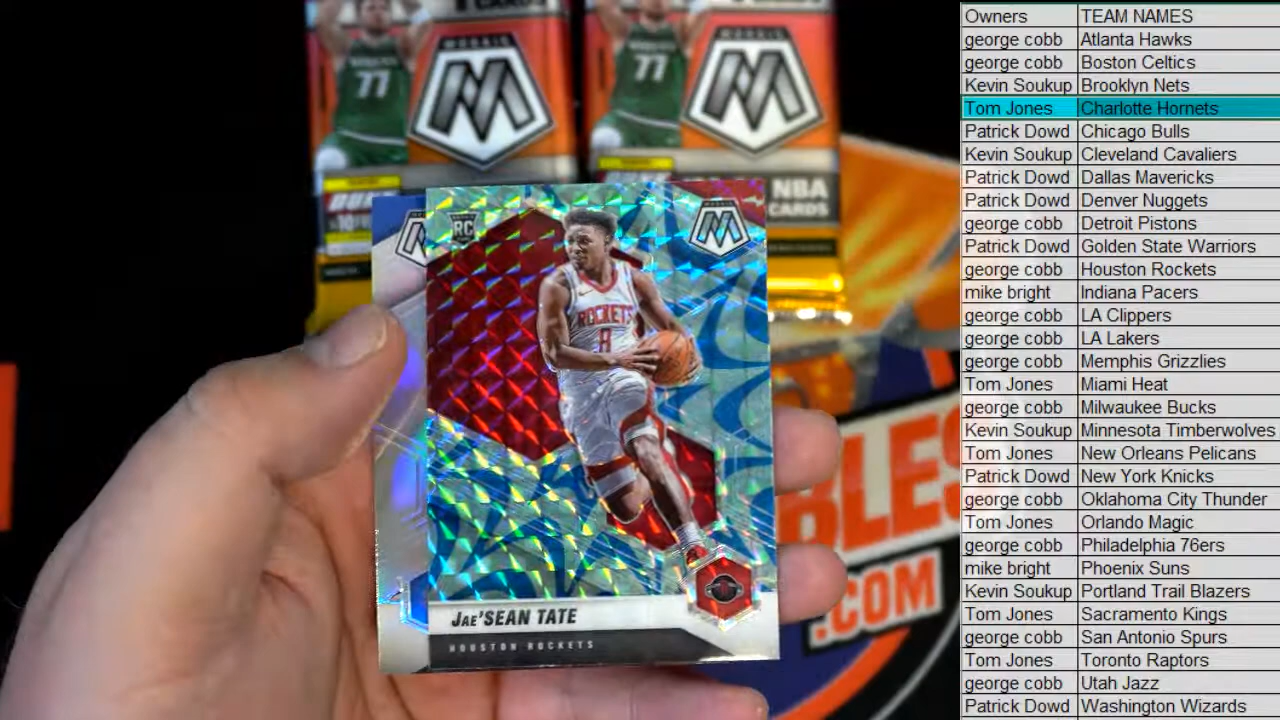 77
77
MOSAIC
MOSAIC
NBA
CARDS
RC
MOSAIC
ROCKETS
8
Jae'SEAN TATE
HOUSTON ROCKETS
BLES
.COM
Owners TEAM NAMES
george cobb Atlanta Hawks
george cobb Boston Celtics
Kevin Soukup Brooklyn Nets
Tom Jones Charlotte Hornets
Patrick Dowd Chicago Bulls
Kevin Soukup Cleveland Cavaliers
Patrick Dowd Dallas Mavericks
Patrick Dowd Denver Nuggets
george cobb Detroit Pistons
Patrick Dowd Golden State Warriors
george cobb Houston Rockets
mike bright Indiana Pacers
george cobb LA Clippers
george cobb LA Lakers
george cobb Memphis Grizzlies
Tom Jones Miami Heat
george cobb Milwaukee Bucks
Kevin Soukup Minnesota Timberwolves
Tom Jones New Orleans Pelicans
Patrick Dowd New York Knicks
george cobb Oklahoma City Thunder
Tom Jones Orlando Magic
george cobb Philadelphia 76ers
mike bright Phoenix Suns
Kevin Soukup Portland Trail Blazers
Tom Jones Sacramento Kings
george cobb San Antonio Spurs
Tom Jones Toronto Raptors
george cobb Utah Jazz
Patrick Dowd Washington Wizards